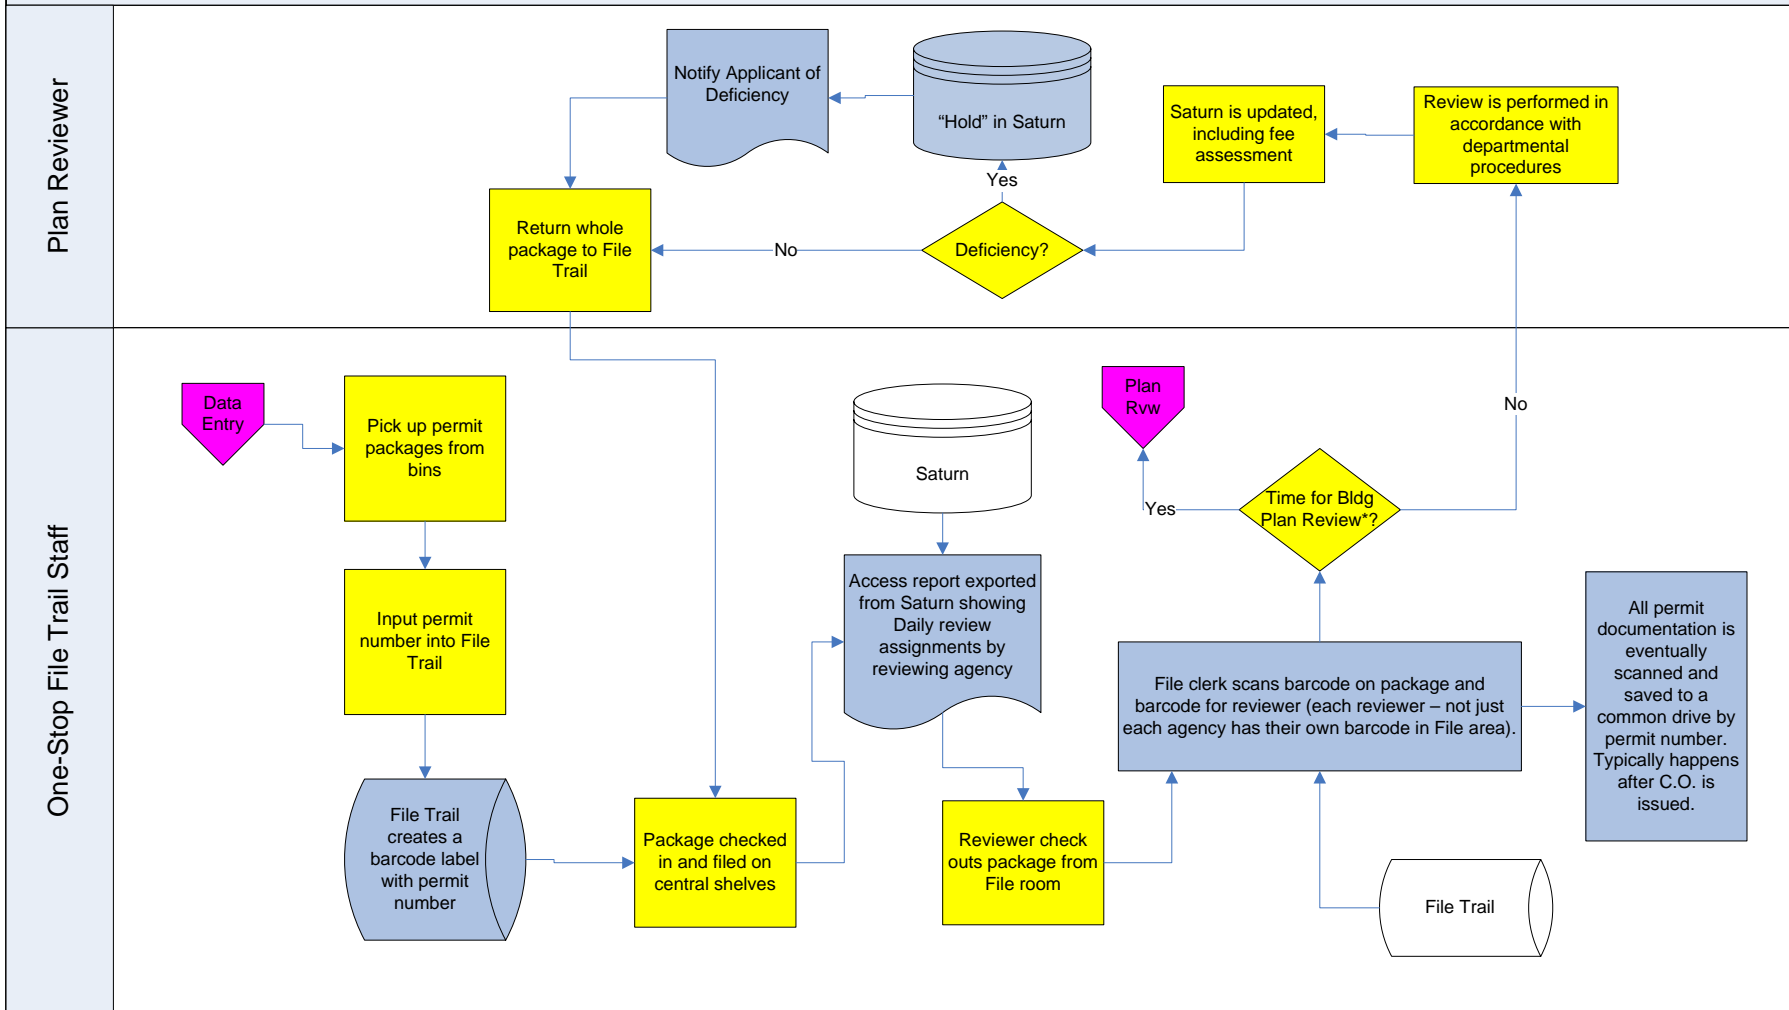 Plan Reviewer
Notify Applicant of
Deficiency
“Hold” in Saturn
Saturn is updated,
including fee
assessment
Review is performed in
accordance with
departmental
procedures
Yes
Return whole
package to File
Trail
No
Deficiency?
One-Stop File Trail Staff
Data
Entry
Pick up permit
packages from
bins
Saturn
Plan
Rvw
No
Yes
Time for Bldg
Plan Review*?
Input permit
number into File
Trail
Access report exported
from Saturn showing
Daily review
assignments by
reviewing agency
File clerk scans barcode on package and
barcode for reviewer (each reviewer – not just
each agency has their own barcode in File area).
All permit
documentation is
eventually
scanned and
saved to a
common drive by
permit number.
Typically happens
after C.O. is
issued.
File Trail
creates a
barcode label
with permit
number
Package checked
in and filed on
central shelves
Reviewer check
outs package from
File room
File Trail